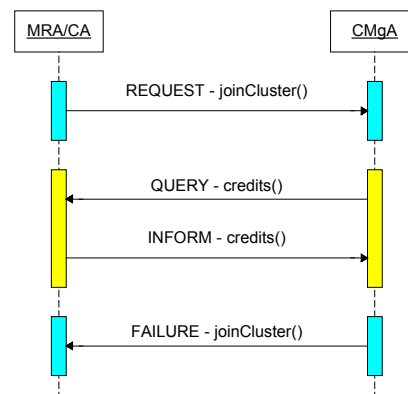 MRA/CA
CMgA
REQUEST - joinCluster()
QUERY - credits()
INFORM - credits()
FAILURE - joinCluster()